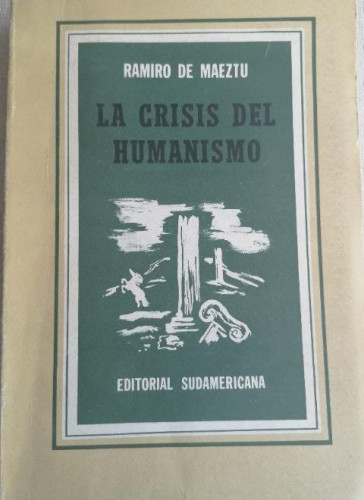 RAMIRO DE MAEZTU
LA CRISIS DEL
HUMANISMO
EDITORIAL SUDAMERICANA